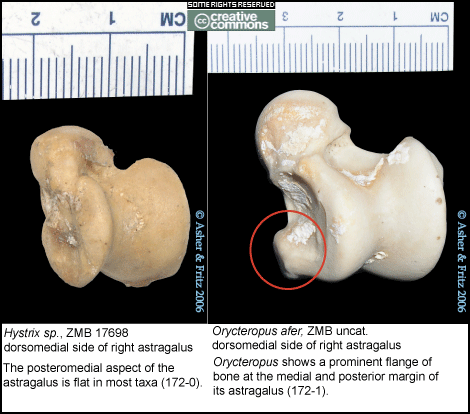 SOME RIGHTS RESERVED
cc creative
commons
2 1 CM
3 2 1 CM
© Asher & Fritz 2006
© Asher & Fritz 2006
Hystrix sp., ZMB 17698
dorsomedial side of right astragalus
The posteromedial aspect of the
astragalus is flat in most taxa (172-0).
Orycteropus afer, ZMB uncat.
dorsomedial side of right astragalus
Orycteropus shows a prominent flange of
bone at the medial and posterior margin of
its astragalus (172-1).